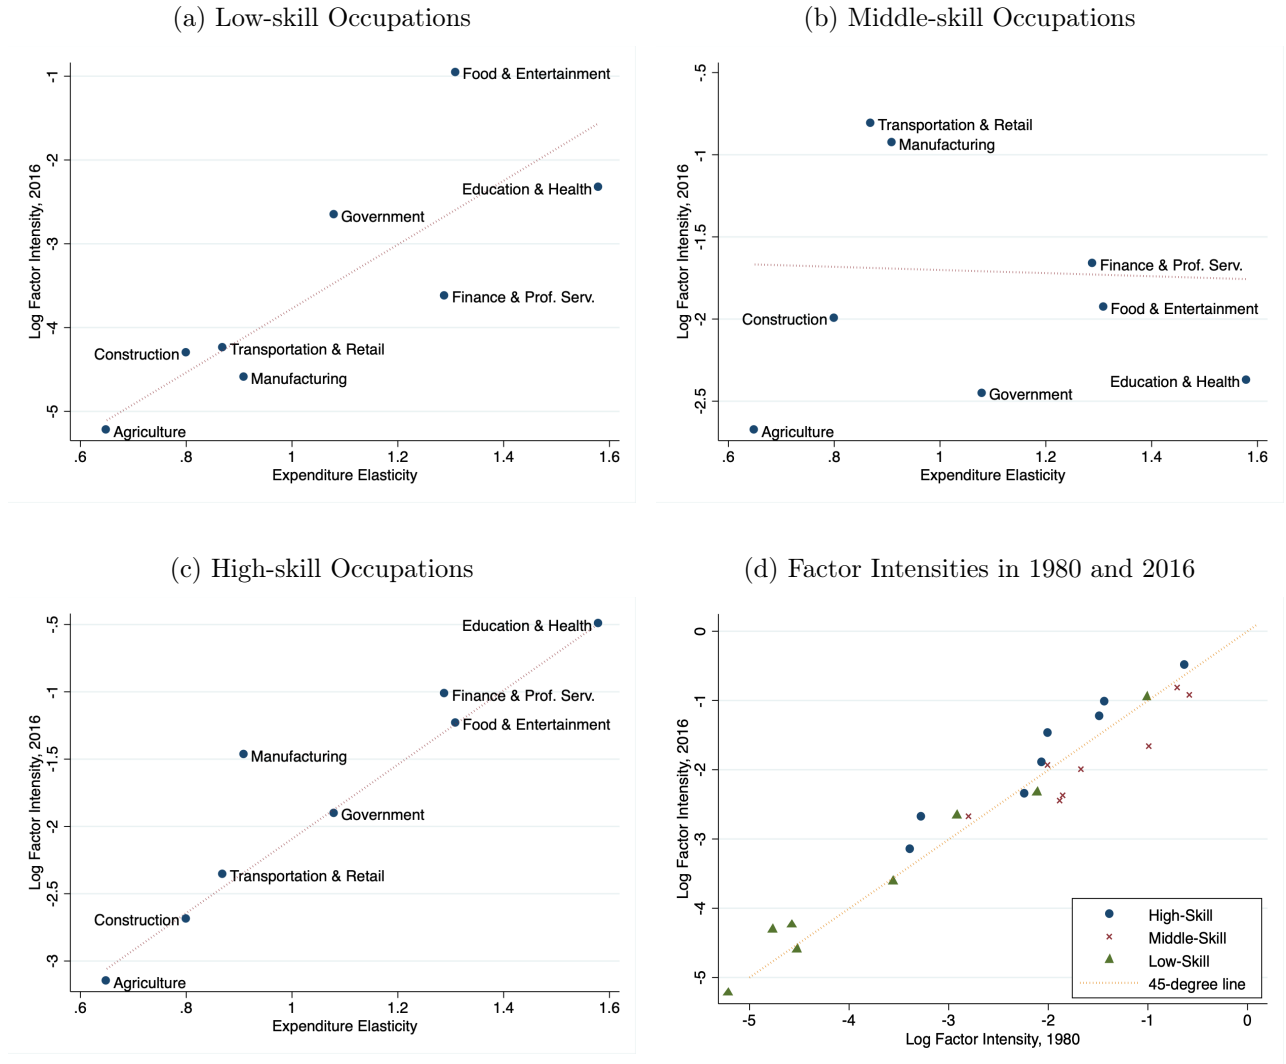 (a) Low-skill Occupations
Log Factor Intensity, 2016
-1
-2
-3
-4
-5
Food & Entertainment
Education & Health
Government
Finance & Prof. Serv.
Construction
Transportation & Retail
Manufacturing
Agriculture
.6 .8 1 1.2 1.4 1.6
Expenditure Elasticity
(b) Middle-skill Occupations
Log Factor Intensity, 2016
-.5
-1
-1.5
-2
-2.5
Transportation & Retail
Manufacturing
Finance & Prof. Serv.
Food & Entertainment
Construction
Education & Health
Government
Agriculture
.6 .8 1 1.2 1.4 1.6
Expenditure Elasticity
(c) High-skill Occupations
Log Factor Intensity, 2016
-.5
-1
-1.5
-2
-2.5
-3
Education & Health
Finance & Prof. Serv.
Food & Entertainment
Manufacturing
Government
Transportation & Retail
Construction
Agriculture
.6 .8 1 1.2 1.4 1.6
Expenditure Elasticity
(d) Factor Intensities in 1980 and 2016
Log Factor Intensity, 2016
0
-1
-2
-3
-4
-5
High-Skill
Middle-Skill
Low-Skill
45-degree line
-5 -4 -3 -2 -1 0
Log Factor Intensity, 1980